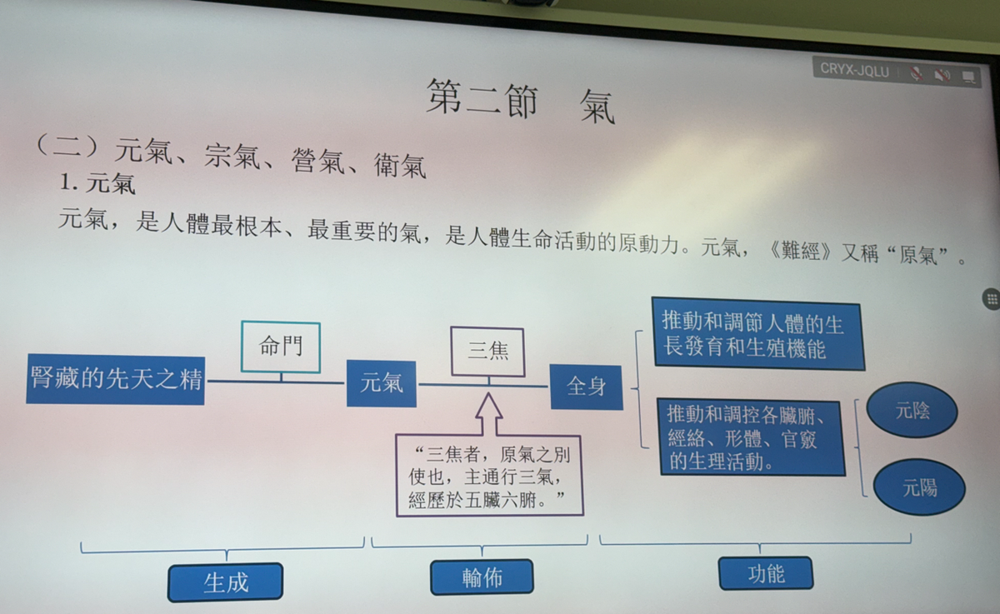 CRYX-JQLU
第二節　氣
（二）元氣、宗氣、營氣、衛氣
1. 元氣
元氣，是人體最根本、最重要的氣，是人體生命活動的原動力。元氣，《難經》又稱“原氣”。
腎藏的先天之精
命門
元氣
三焦
全身
“三焦者，原氣之別
使也，主通行三氣，
經歷於五臟六腑。”
推動和調節人體的生
長發育和生殖機能
推動和調控各臟腑、
經絡、形體、官竅
的生理活動。
元陰
元陽
生成
輸佈
功能